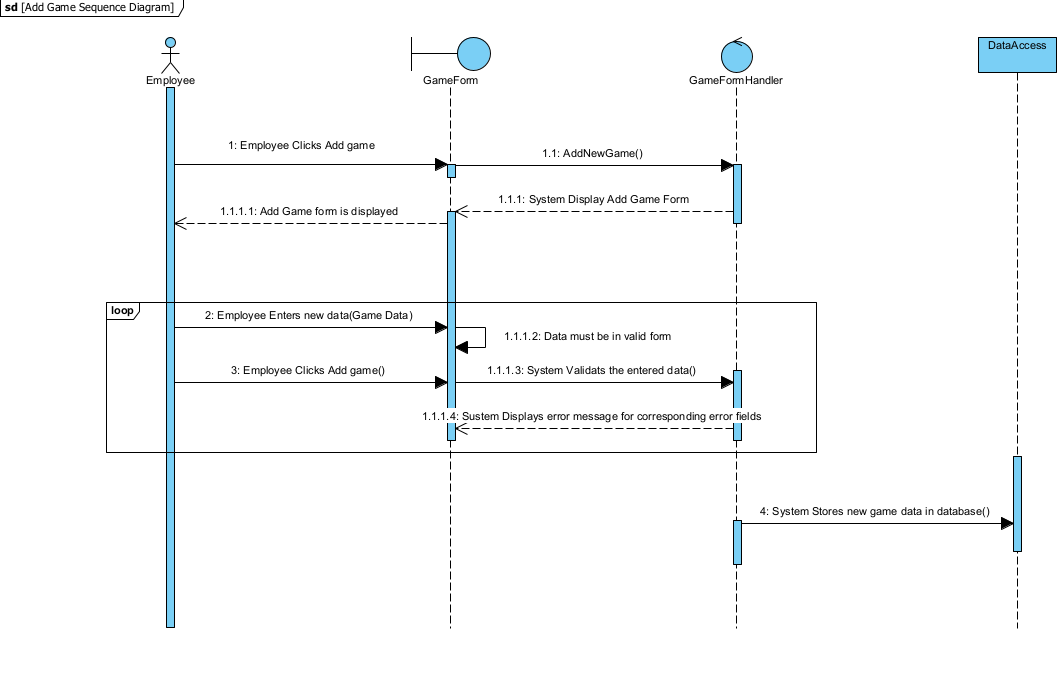 sd [Add Game Sequence Diagram]
Employee
GameForm
GameFormHandler
DataAccess
1: Employee Clicks Add game
1.1: AddNewGame()
1.1.1: System Display Add Game Form
1.1.1.1: Add Game form is displayed
loop
2: Employee Enters new data(Game Data)
1.1.1.2: Data must be in valid form
3: Employee Clicks Add game()
1.1.1.3: System Validats the entered data()
1.1.1.4: Sustem Displays error message for corresponding error fields
4: System Stores new game data in database()